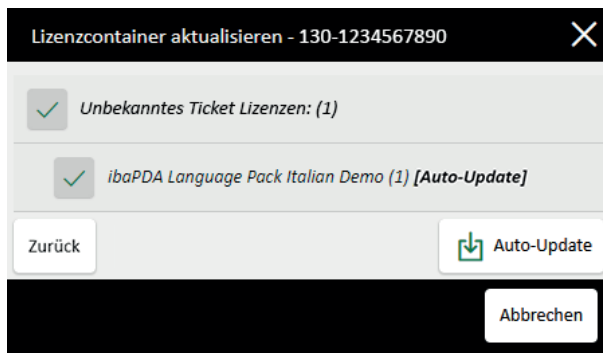 Lizenzcontainer aktualisieren - 130-1234567890
Unbekanntes Ticket Lizenzen: (1)
ibaPDA Language Pack Italian Demo (1) [Auto-Update]
Zurück
Auto-Update
Abbrechen